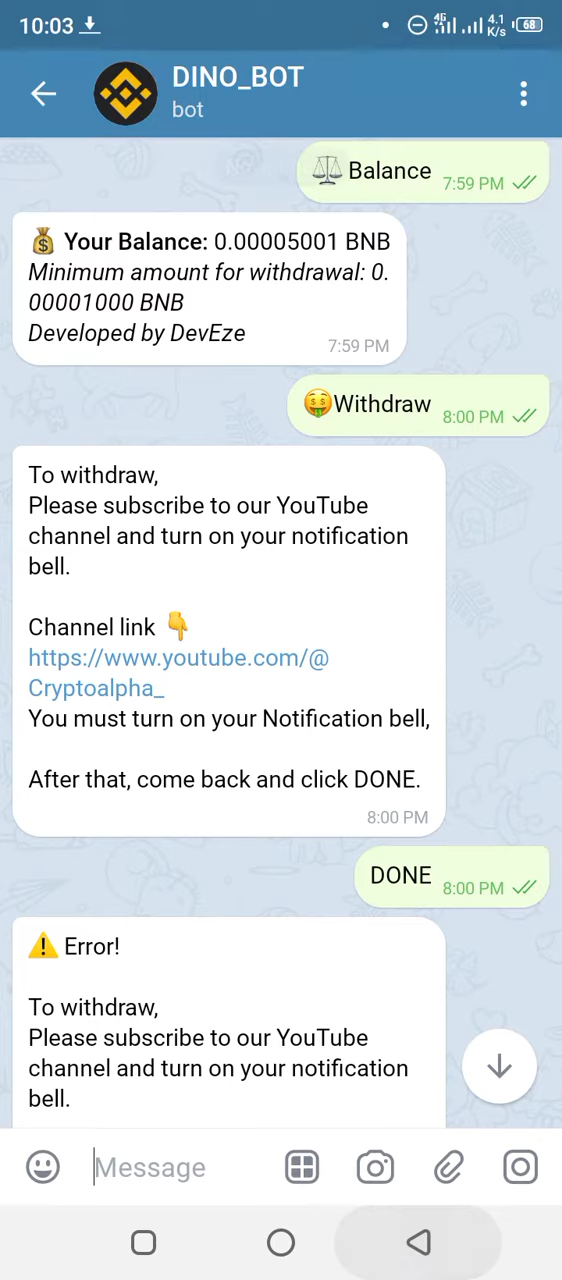 10:03
4G
4.1
K/s
68
DINO_BOT
bot
Balance
7:59 PM
Your Balance: 0.00005001 BNB
Minimum amount for withdrawal: 0.
00001000 BNB
Developed by DevEze
7:59 PM
Withdraw
8:00 PM
To withdraw,
Please subscribe to our YouTube
channel and turn on your notification
bell.
Channel link
https://www.youtube.com/@
Cryptoalpha_
You must turn on your Notification bell,
After that, come back and click DONE.
8:00 PM
DONE
8:00 PM
Error!
To withdraw,
Please subscribe to our YouTube
channel and turn on your notification
bell.
Message